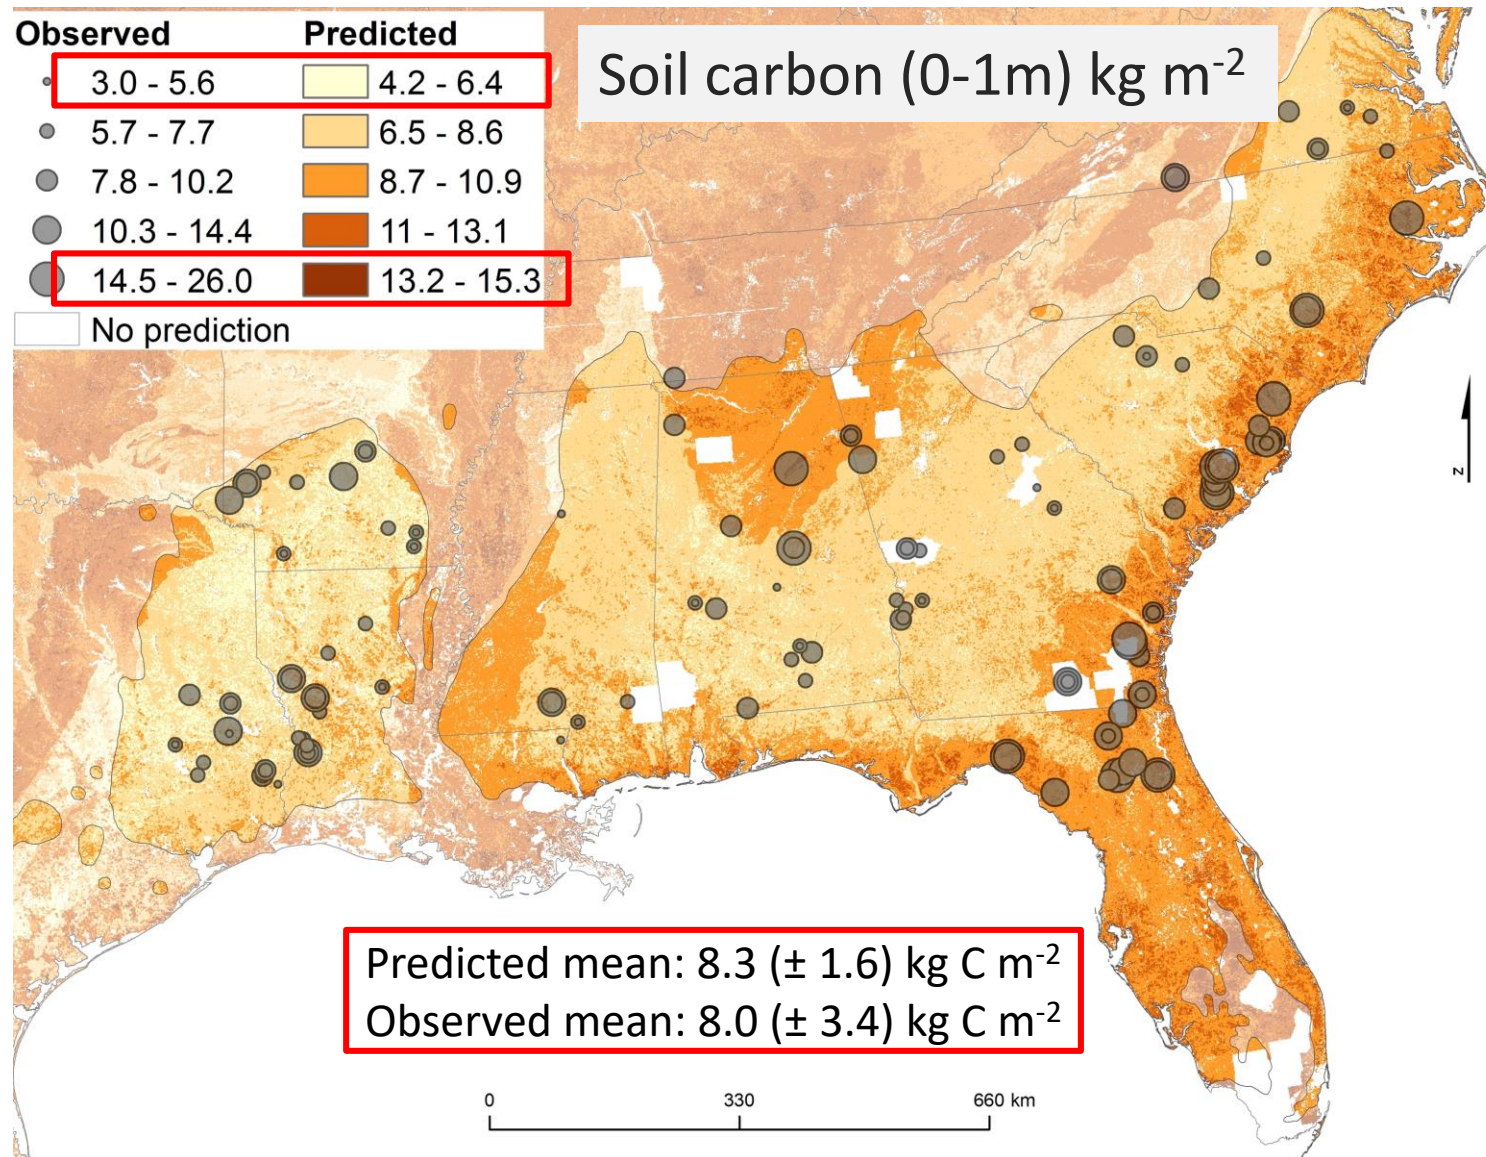 Observed Predicted
3.0 - 5.6 4.2 - 6.4
5.7 - 7.7 6.5 - 8.6
7.8 - 10.2 8.7 - 10.9
10.3 - 14.4 11 - 13.1
14.5 - 26.0 13.2 - 15.3
No prediction
Soil carbon (0-1m) kg m⁻²
N
Predicted mean: 8.3 (± 1.6) kg C m⁻²
Observed mean: 8.0 (± 3.4) kg C m⁻²
0 330 660 km